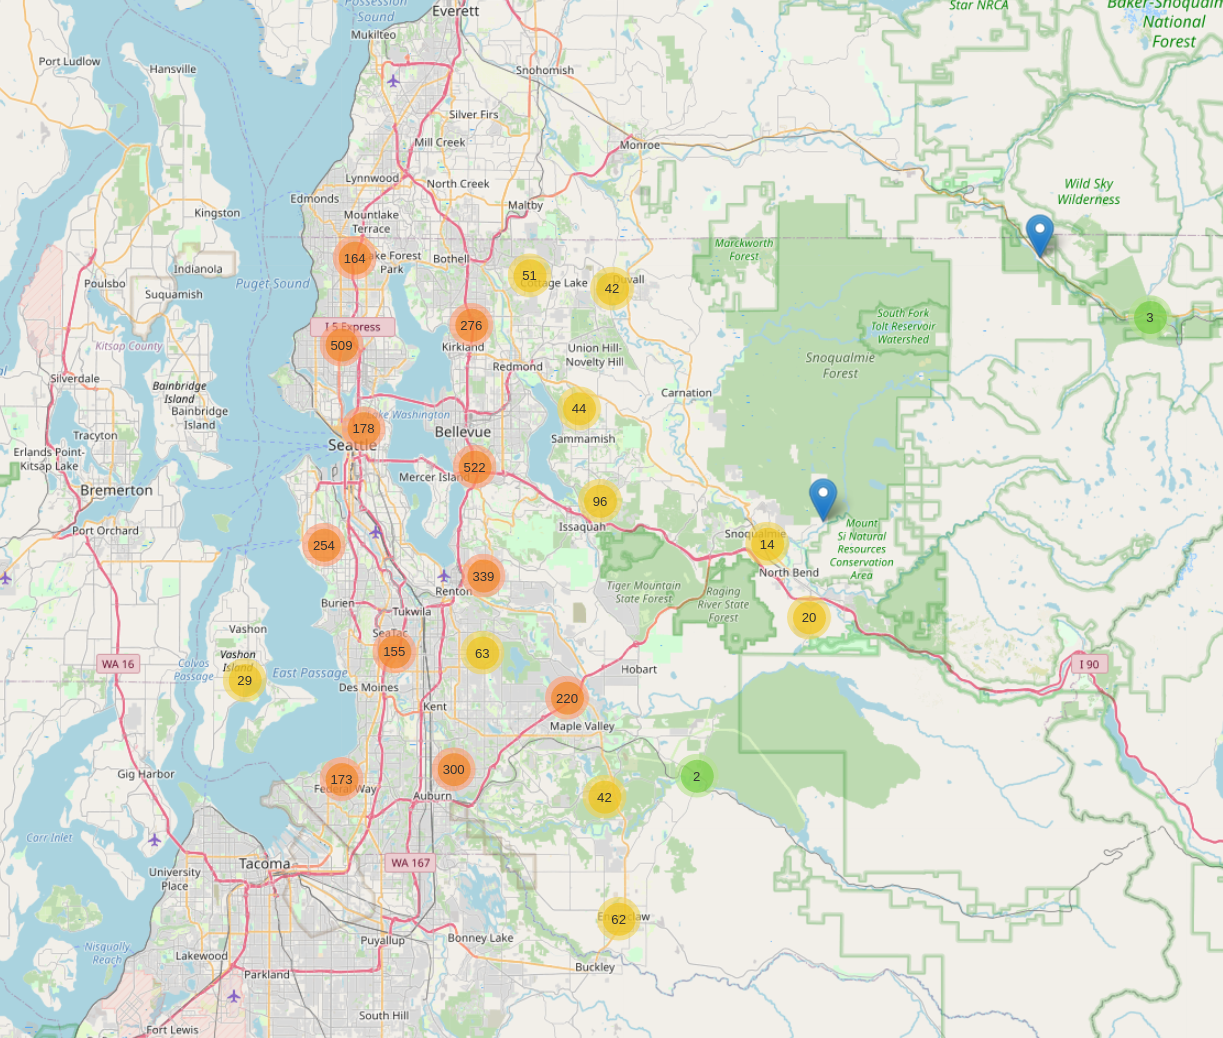 Possession
Sound
Everett
Star NRCA
Baker-Snoqualm
National
Forest
Mukilteo
Port Ludlow
Hansville
Snohomish
Silver Firs
Mill Creek
Monroe
Lynnwood
North Creek
Edmonds
Maltby
Wild Sky
Wilderness
Kingston
Mountlake
Terrace
Marckworth
Forest
164
Lake Forest
Park
Bothell
Indianola
51
Cottage Lake
42
Duvall
Poulsbo
Puget Sound
Suquamish
3
South Fork
Tolt Reservoir
Watershed
I 5 Express
276
Kitsap County
509
Kirkland
Union Hill-
Novelty Hill
Snoqualmie
Forest
Redmond
Silverdale
Bainbridge
Island
Bainbridge
Island
Carnation
44
Lake Washington
178
Tracyton
Seattle
Bellevue
Sammamish
Erlands Point-
Kitsap Lake
522
Mercer Island
Bremerton
96
Port Orchard
Issaquah
Snoqualmie
14
Mount
Si Natural
Resources
Conservation
Area
254
339
North Bend
Renton
Tiger Mountain
State Forest
Raging
River State
Forest
Burien
Tukwila
20
Vashon
SeaTac
155
63
Vashon
Island
29
WA 16
Colvos
Passage
East Passage
Hobart
I 90
Des Moines
220
Kent
Maple Valley
Gig Harbor
173
Federal Way
300
Auburn
2
42
Carr Inlet
Tacoma
WA 167
University
Place
62
Enumclaw
Nisqually
Reach
Puyallup
Bonney Lake
Lakewood
Buckley
Parkland
South Hill
Fort Lewis